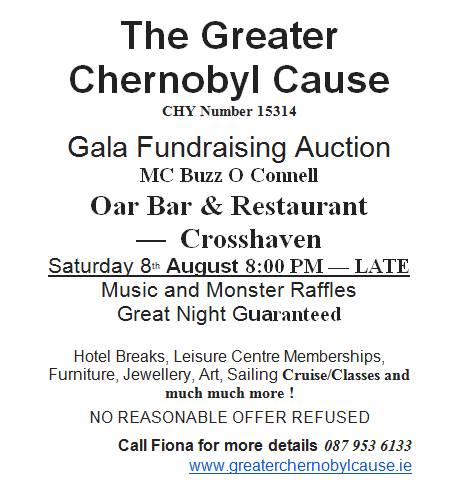 The Greater
Chernobyl Cause
CHY Number 15314
Gala Fundraising Auction
MC Buzz O Connell
Oar Bar & Restaurant
— Crosshaven
Saturday 8th August 8:00 PM — LATE
Music and Monster Raffles
Great Night Guaranteed
Hotel Breaks, Leisure Centre Memberships,
Furniture, Jewellery, Art, Sailing Cruise/Classes and
much much more !
NO REASONABLE OFFER REFUSED
Call Fiona for more details 087 953 6133
www.greaterchernobylcause.ie